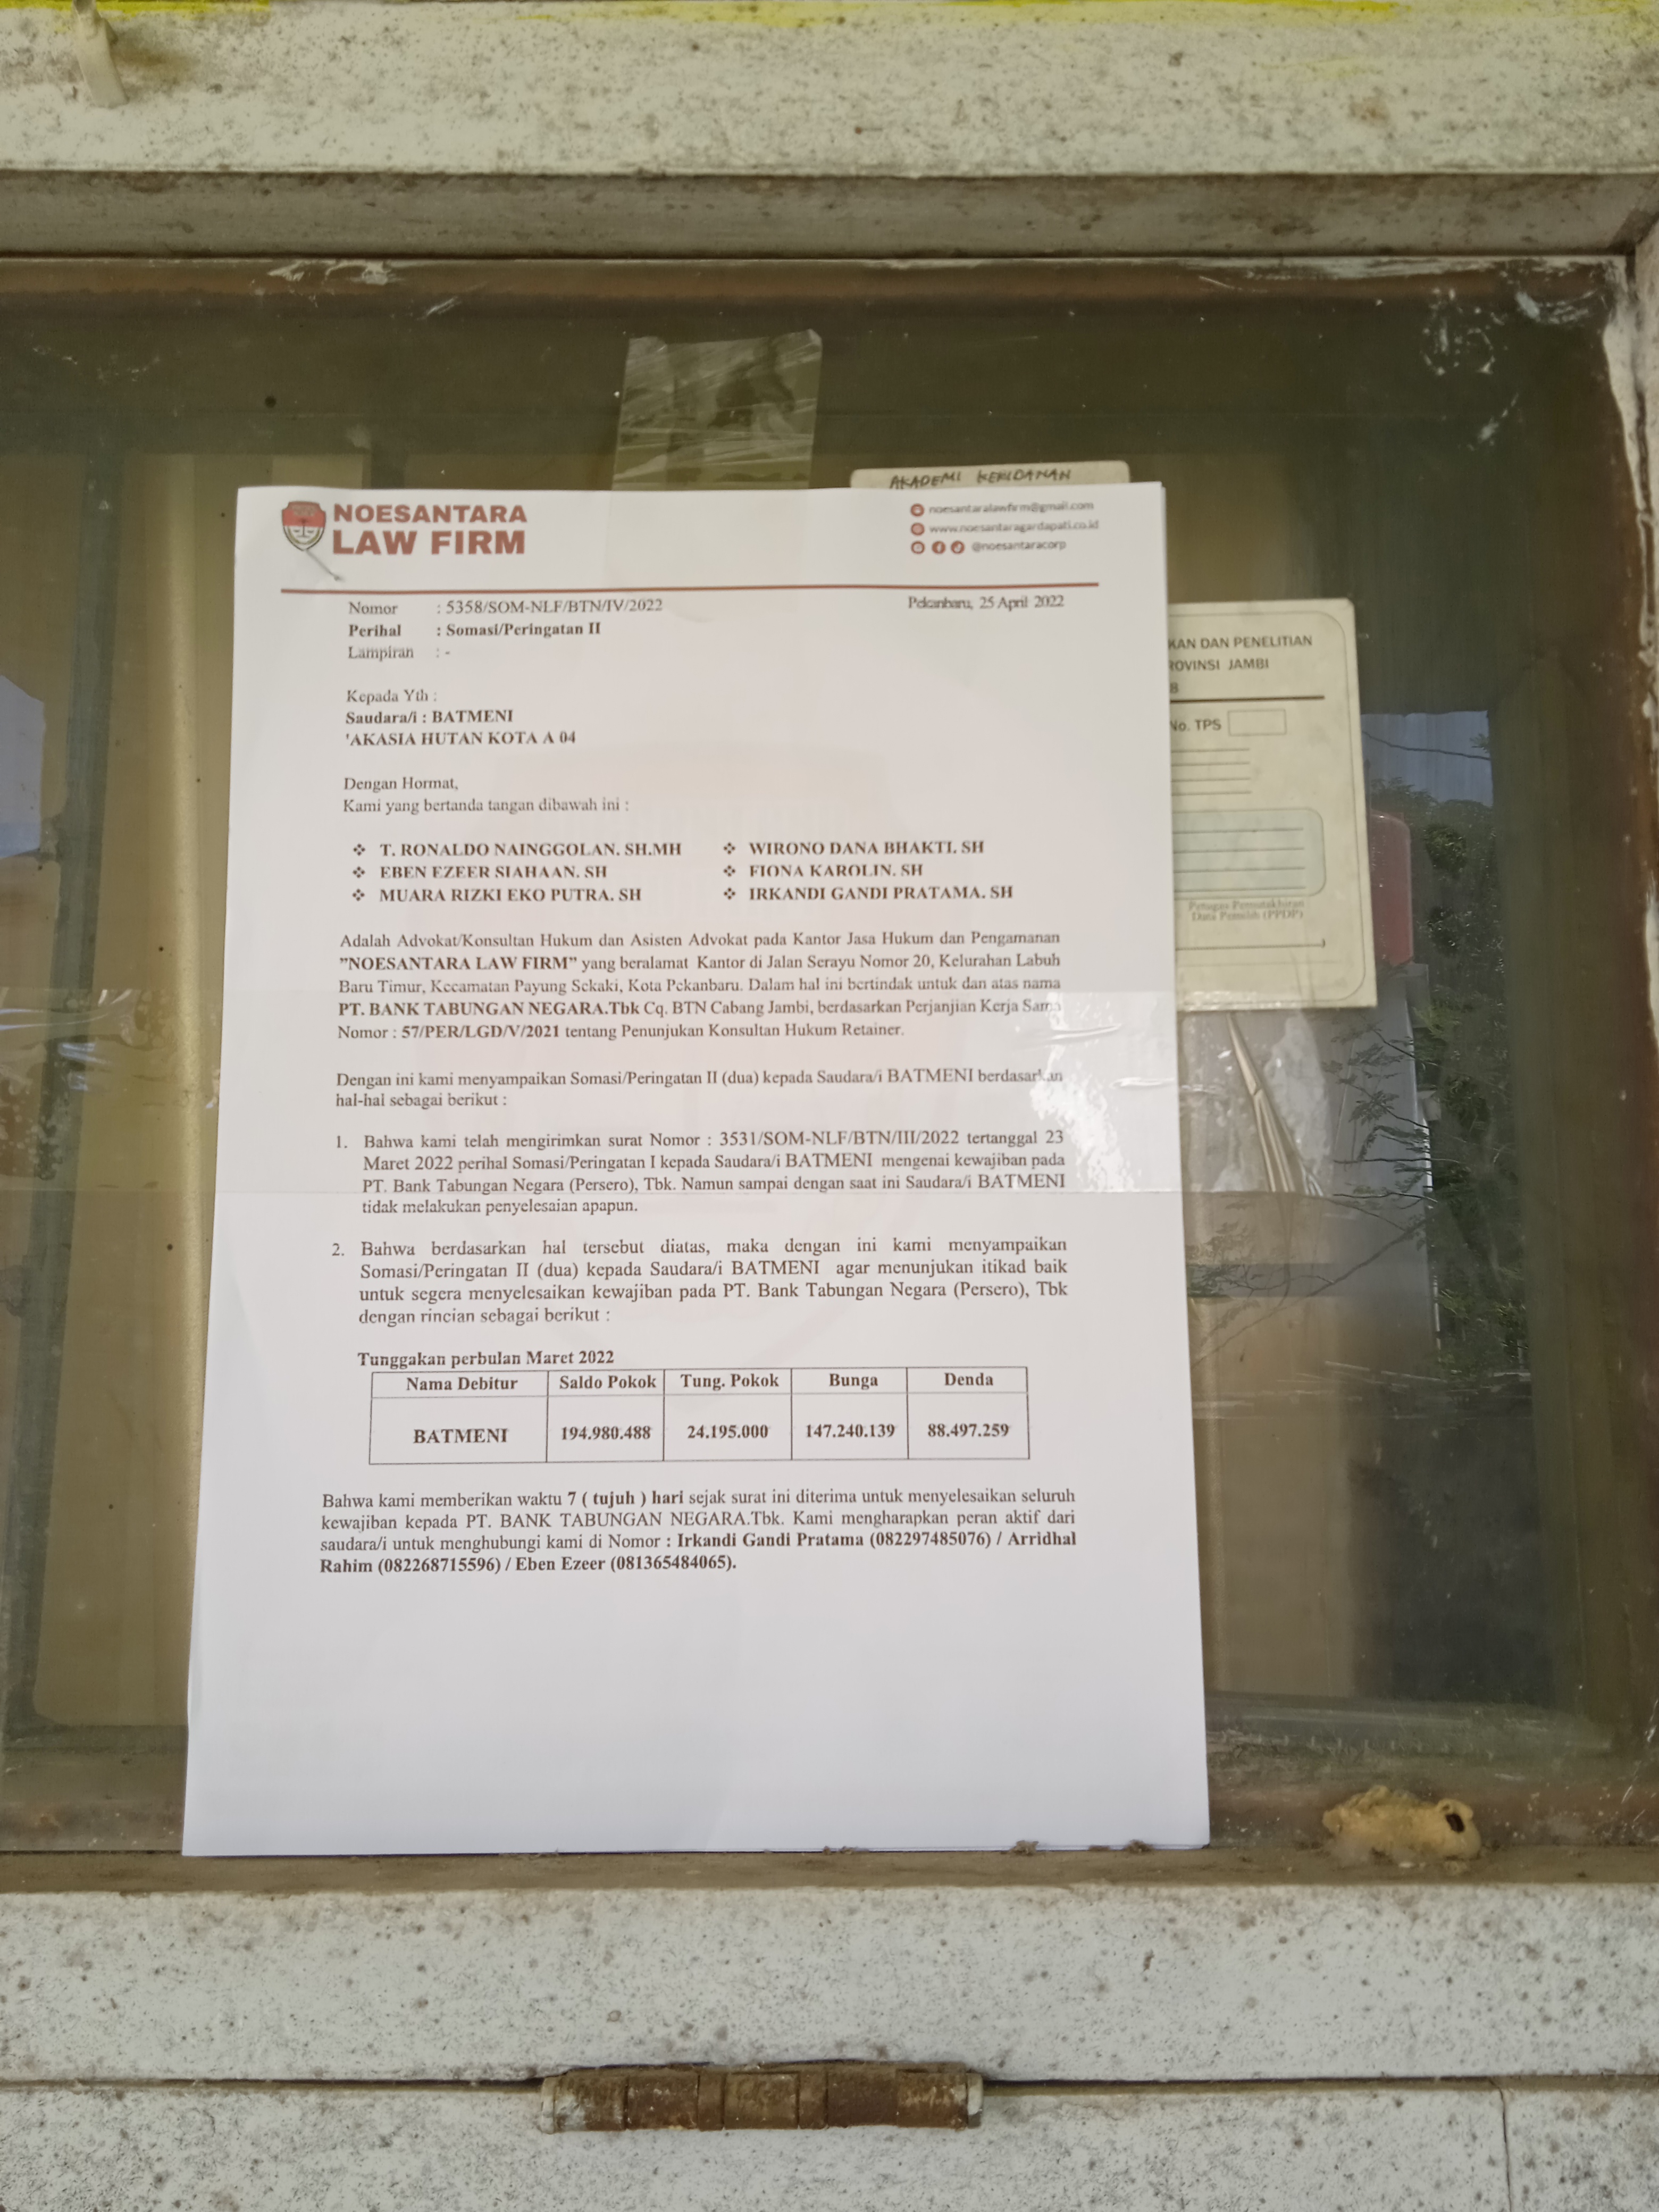 AKADEMI KEBIDANAN
NOESANTARA
LAW FIRM
noesantaralawfirm@gmail.com
www.noesantaragardapati.co.id
@noesantaracorp
Nomor : 5358/SOM-NLF/BTN/IV/2022
Pekanbaru, 25 April 2022
Perihal : Somasi/Peringatan II
Lampiran : -
Kepada Yth :
Saudara/i : BATMENI
'AKASIA HUTAN KOTA A 04
Dengan Hormat,
Kami yang bertanda tangan dibawah ini :
❖ T. RONALDO NAINGGOLAN. SH.MH ❖ WIRONO DANA BHAKTI. SH
❖ EBEN EZEER SIAHAAN. SH ❖ FIONA KAROLIN. SH
❖ MUARA RIZKI EKO PUTRA. SH ❖ IRKANDI GANDI PRATAMA. SH
Adalah Advokat/Konsultan Hukum dan Asisten Advokat pada Kantor Jasa Hukum dan Pengamanan
”NOESANTARA LAW FIRM” yang beralamat Kantor di Jalan Serayu Nomor 20, Kelurahan Labuh
Baru Timur, Kecamatan Payung Sekaki, Kota Pekanbaru. Dalam hal ini bertindak untuk dan atas nama
PT. BANK TABUNGAN NEGARA.Tbk Cq. BTN Cabang Jambi, berdasarkan Perjanjian Kerja Sama
Nomor : 57/PER/LGD/V/2021 tentang Penunjukan Konsultan Hukum Retainer.
Dengan ini kami menyampaikan Somasi/Peringatan II (dua) kepada Saudara/i BATMENI berdasarkan
hal-hal sebagai berikut :
1. Bahwa kami telah mengirimkan surat Nomor : 3531/SOM-NLF/BTN/III/2022 tertanggal 23
Maret 2022 perihal Somasi/Peringatan I kepada Saudara/i BATMENI mengenai kewajiban pada
PT. Bank Tabungan Negara (Persero), Tbk. Namun sampai dengan saat ini Saudara/i BATMENI
tidak melakukan penyelesaian apapun.
2. Bahwa berdasarkan hal tersebut diatas, maka dengan ini kami menyampaikan
Somasi/Peringatan II (dua) kepada Saudara/i BATMENI agar menunjukan itikad baik
untuk segera menyelesaikan kewajiban pada PT. Bank Tabungan Negara (Persero), Tbk
dengan rincian sebagai berikut :
Tunggakan perbulan Maret 2022
Nama Debitur Saldo Pokok Tung. Pokok Bunga Denda
BATMENI 194.980.488 24.195.000 147.240.139 88.497.259
Bahwa kami memberikan waktu 7 ( tujuh ) hari sejak surat ini diterima untuk menyelesaikan seluruh
kewajiban kepada PT. BANK TABUNGAN NEGARA.Tbk. Kami mengharapkan peran aktif dari
saudara/i untuk menghubungi kami di Nomor : Irkandi Gandi Pratama (082297485076) / Arridhal
Rahim (082268715596) / Eben Ezeer (081365484065).
KAN DAN PENELITIAN
ROVINSI JAMBI
8
No. TPS
Petugas Pemutakhiran
Data Pemilih (PPDP)